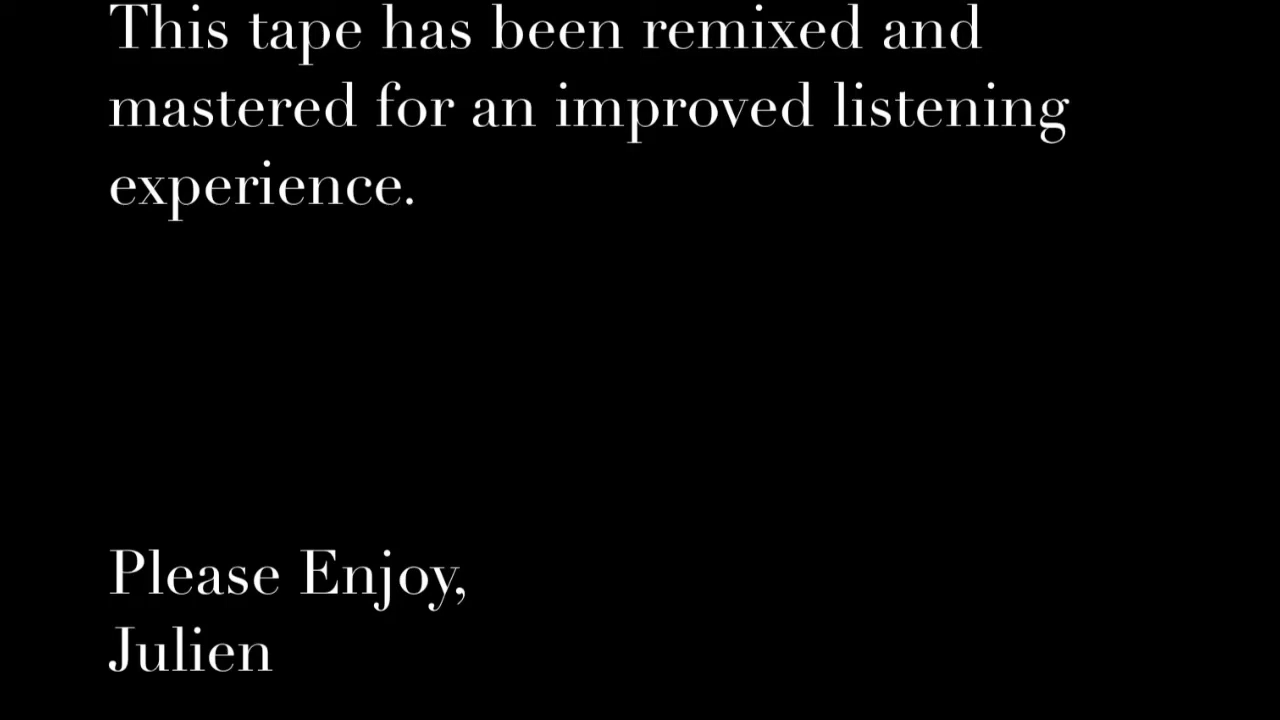 This tape has been remixed and
mastered for an improved listening
experience.
Please Enjoy,
Julien